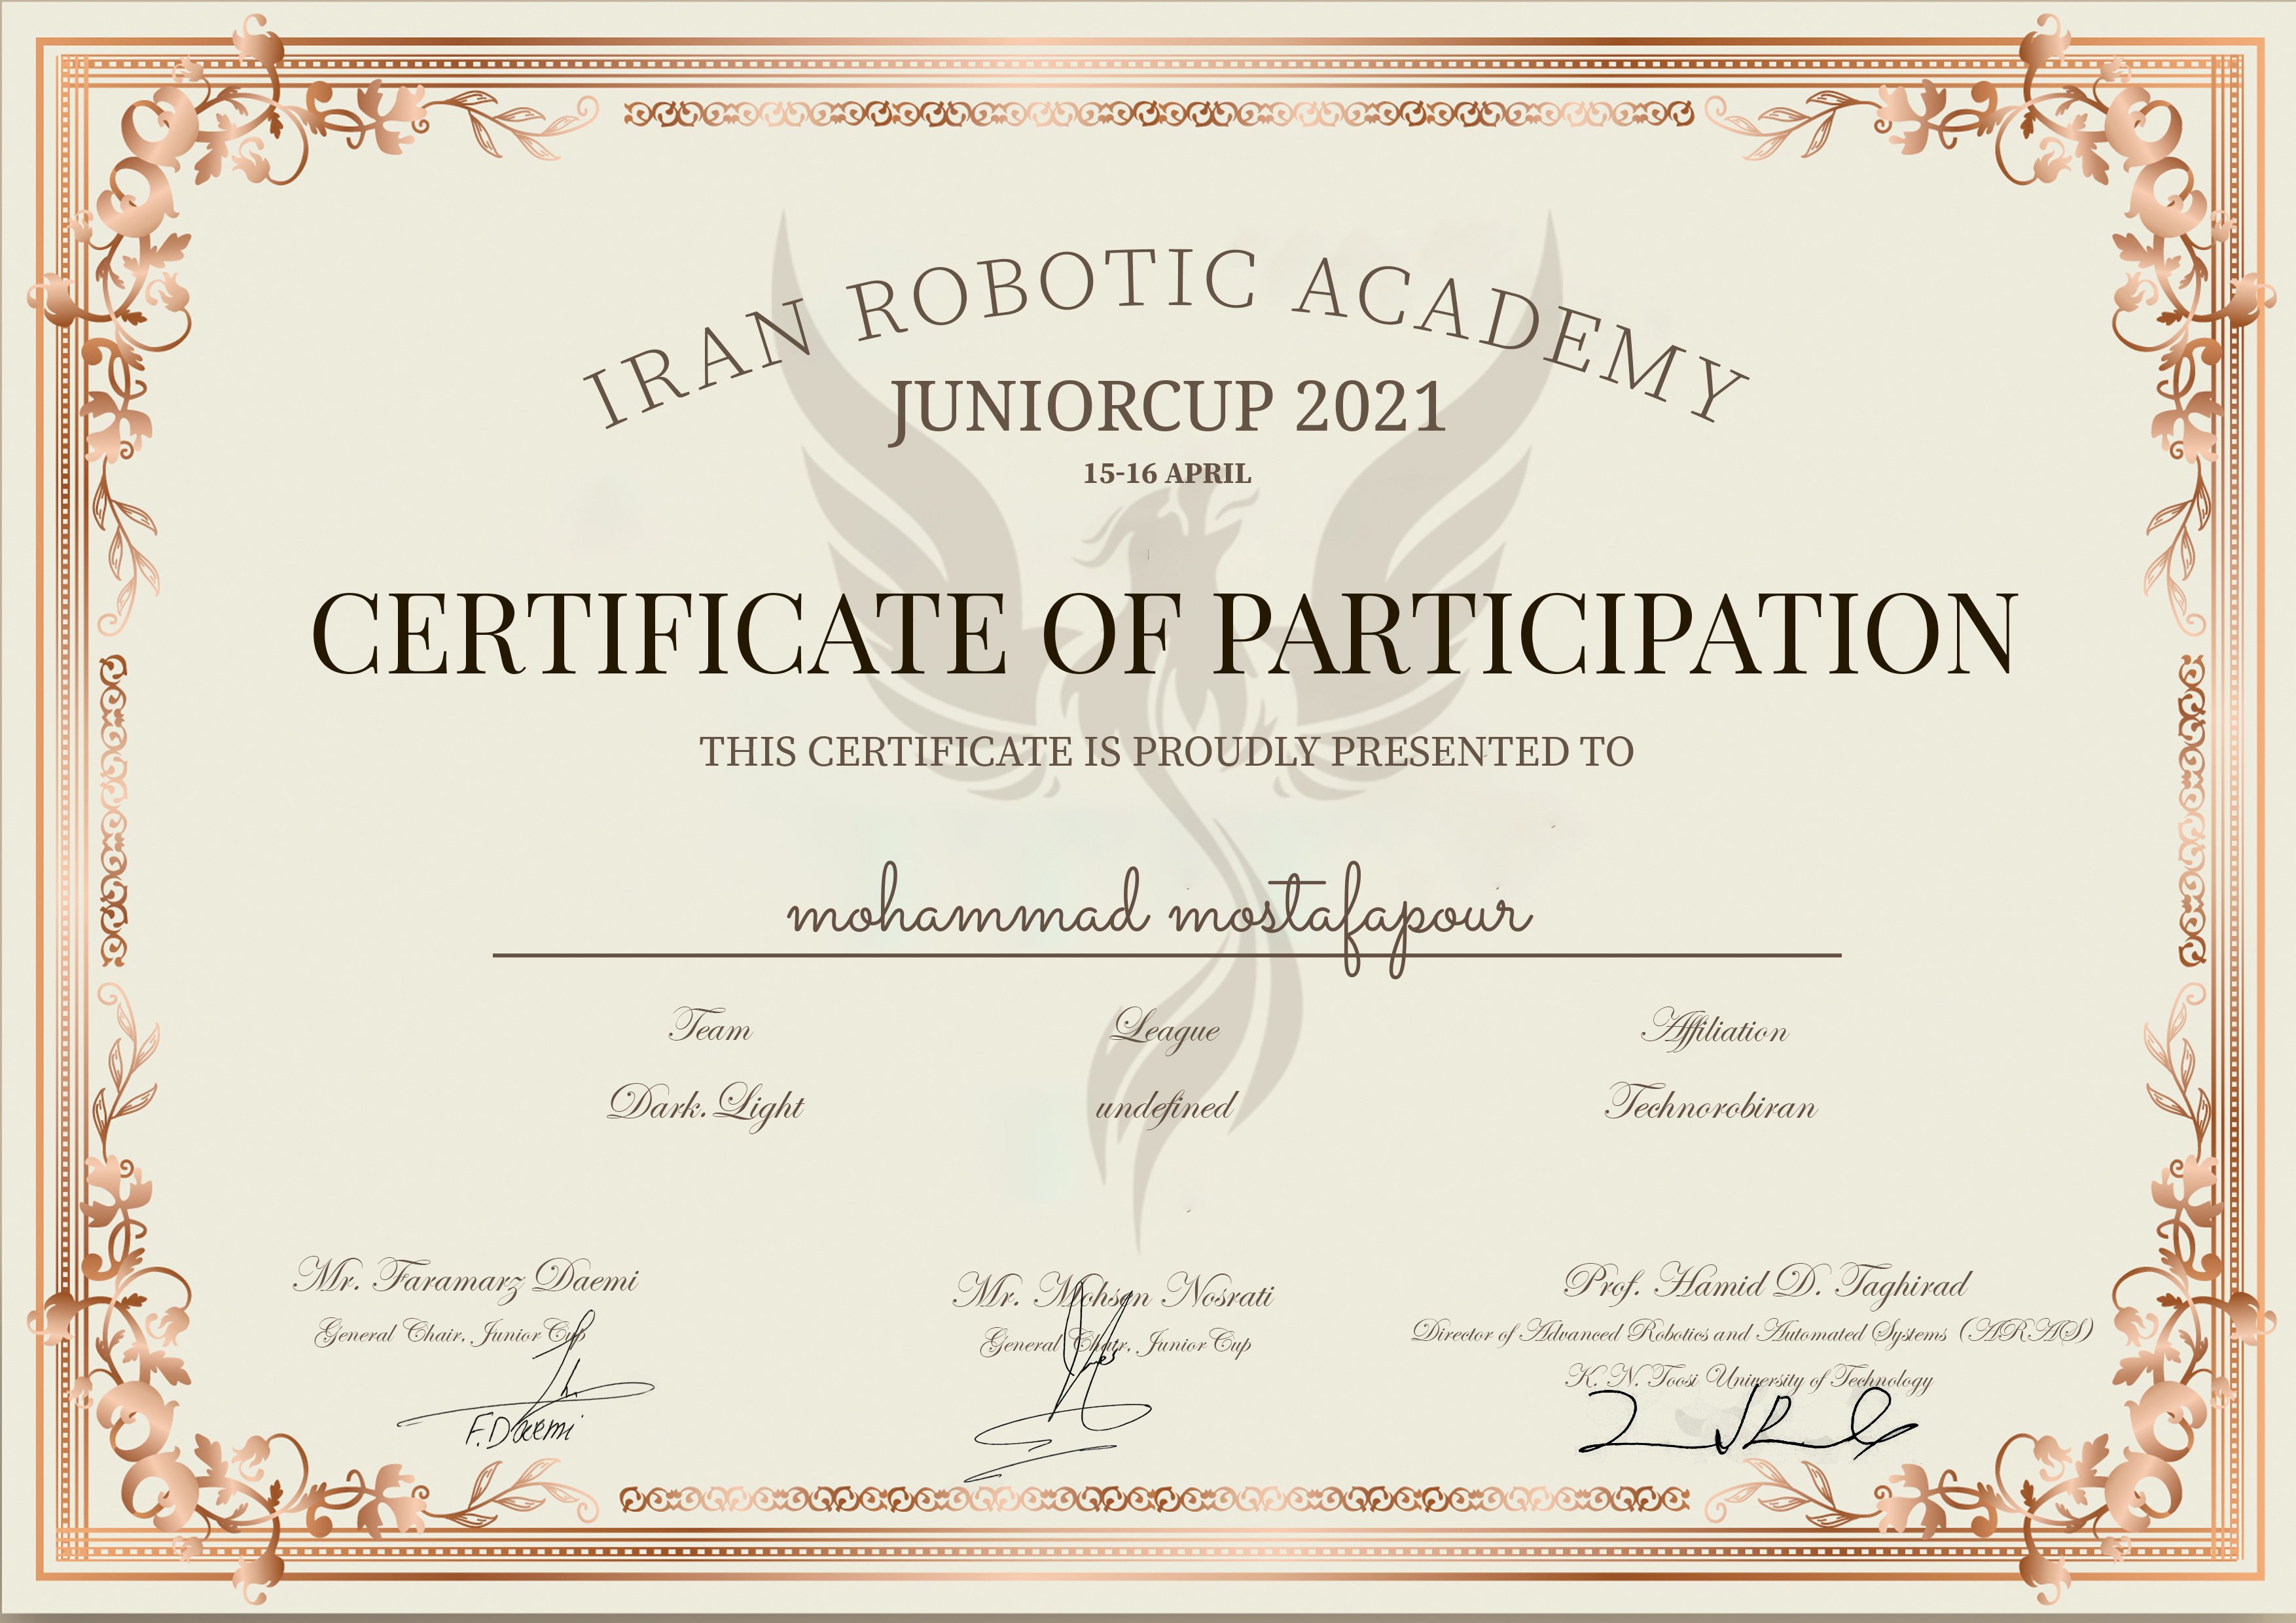 IRAN ROBOTIC ACADEMY
JUNIORCUP 2021
15-16 APRIL
CERTIFICATE OF PARTICIPATION
THIS CERTIFICATE IS PROUDLY PRESENTED TO
mohammad mostafapour
Team League Affiliation
Dark.Light undefined Technorobiran
Mr. Faramarz Daemi
General Chair, Junior Cup
F.Daemi
Mr. Mohsen Nosrati
General Chair, Junior Cup
Prof. Hamid D. Taghirad
Director of Advanced Robotics and Automated Systems (ARAS)
K. N. Toosi University of Technology